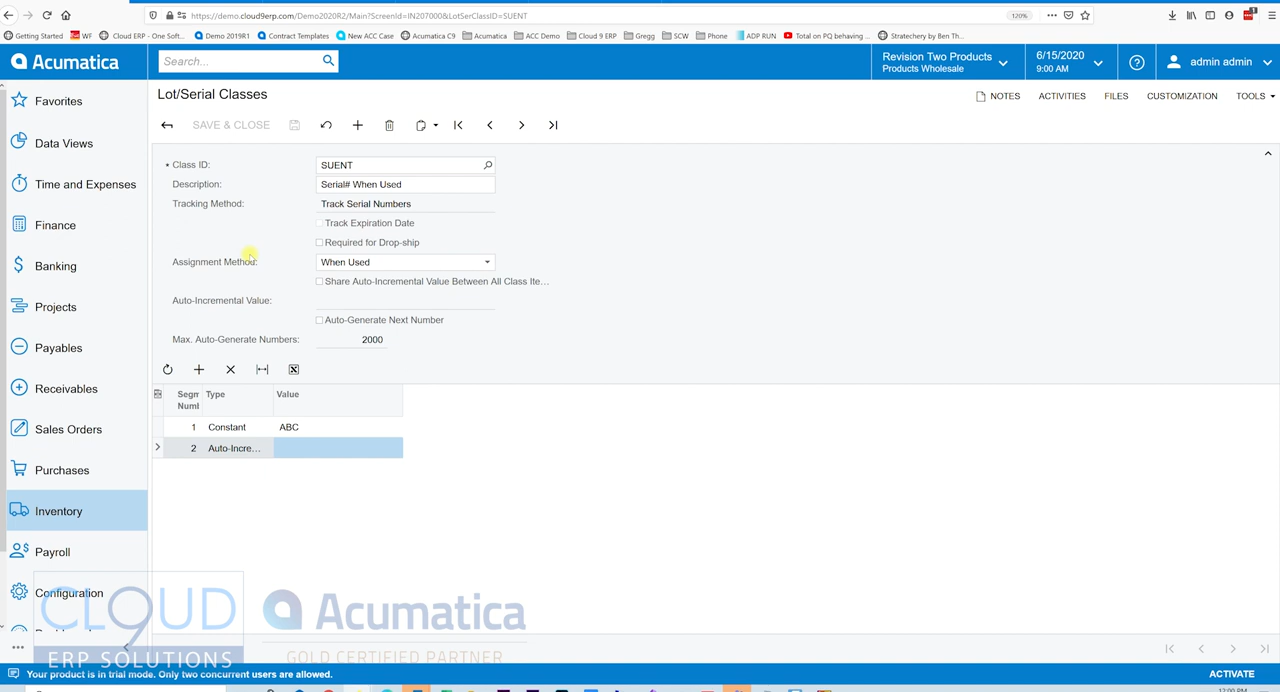 https://demo.cloud9erp.com/Demo2020R2/Main?ScreenId=IN207000&LotSerClassID=SUENT
120%
Getting Started WF Cloud ERP - One Soft... Demo 2019R1 Contract Templates New ACC Case Acumatica C9 Acumatica ACC Demo Cloud 9 ERP Gregg SCW Phone ADP RUN Total on PQ behaving ... Stratechery by Ben Th...
Acumatica
Search...
Revision Two Products
Products Wholesale
6/15/2020
9:00 AM
admin admin
Favorites
Data Views
Time and Expenses
Finance
Banking
Projects
Payables
Receivables
Sales Orders
Purchases
Inventory
Payroll
Configuration
Lot/Serial Classes
NOTES ACTIVITIES FILES CUSTOMIZATION TOOLS
SAVE & CLOSE
Class ID: SUENT
Description: Serial# When Used
Tracking Method: Track Serial Numbers
Track Expiration Date
Required for Drop-ship
Assignment Method: When Used
Share Auto-Incremental Value Between All Class Ite...
Auto-Incremental Value:
Auto-Generate Next Number
Max. Auto-Generate Numbers: 2000
Segm Type Value
Numl
1 Constant ABC
2 Auto-Incre...
CLOUD 9
ERP SOLUTIONS
Acumatica
GOLD CERTIFIED PARTNER
Your product is in trial mode. Only two concurrent users are allowed.
ACTIVATE